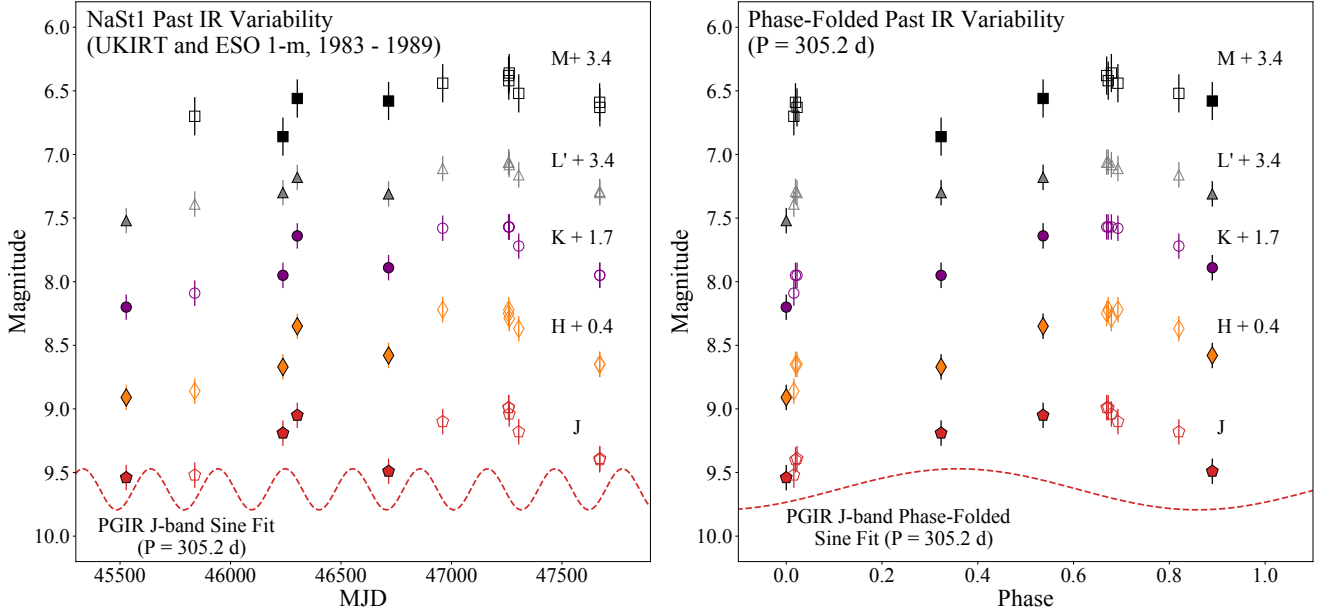 NaSt1 Past IR Variability
(UKIRT and ESO 1-m, 1983 - 1989)
M+ 3.4
L' + 3.4
K + 1.7
H + 0.4
J
PGIR J-band Sine Fit
(P = 305.2 d)
6.0
6.5
7.0
7.5
8.0
8.5
9.0
9.5
10.0
Magnitude
45500
46000
46500
47000
47500
MJD
Phase-Folded Past IR Variability
(P = 305.2 d)
M + 3.4
L' + 3.4
K + 1.7
H + 0.4
J
PGIR J-band Phase-Folded
Sine Fit (P = 305.2 d)
6.0
6.5
7.0
7.5
8.0
8.5
9.0
9.5
10.0
Magnitude
0.0
0.2
0.4
0.6
0.8
1.0
Phase